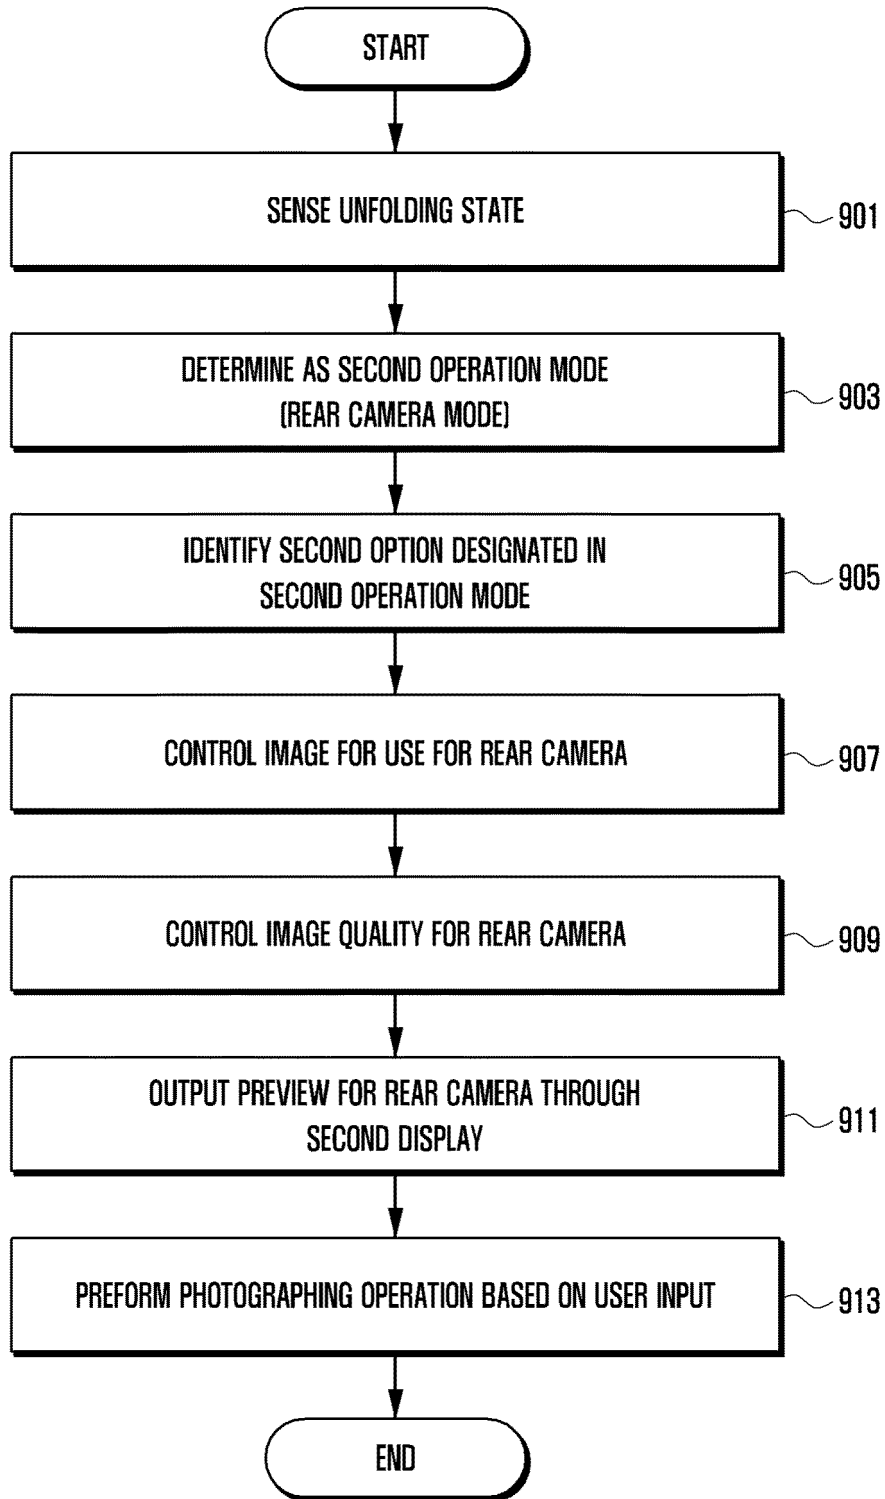 START
SENSE UNFOLDING STATE
901
DETERMINE AS SECOND OPERATION MODE
(REAR CAMERA MODE)
903
IDENTIFY SECOND OPTION DESIGNATED IN
SECOND OPERATION MODE
905
CONTROL IMAGE FOR USE FOR REAR CAMERA
907
CONTROL IMAGE QUALITY FOR REAR CAMERA
909
OUTPUT PREVIEW FOR REAR CAMERA THROUGH
SECOND DISPLAY
911
PREFORM PHOTOGRAPHING OPERATION BASED ON USER INPUT
913
END